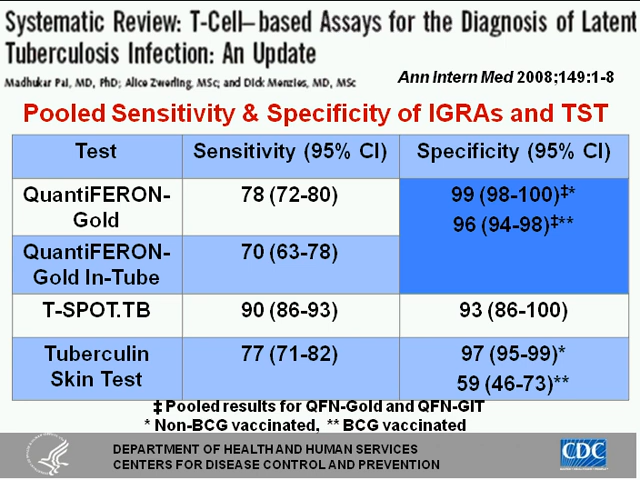 Systematic Review: T-Cell–based Assays for the Diagnosis of Latent
Tuberculosis Infection: An Update
Madhukar Pai, MD, PhD; Alice Zwerling, MSc; and Dick Menzies, MD, MSc
Ann Intern Med 2008;149:1-8
Pooled Sensitivity & Specificity of IGRAs and TST
Test Sensitivity (95% CI) Specificity (95% CI)
QuantiFERON-
Gold
78 (72-80)
99 (98-100)‡*
96 (94-98)‡**
QuantiFERON-
Gold In-Tube
70 (63-78)
T-SPOT.TB 90 (86-93) 93 (86-100)
Tuberculin
Skin Test
77 (71-82)
97 (95-99)*
59 (46-73)**
‡ Pooled results for QFN-Gold and QFN-GIT
* Non-BCG vaccinated, ** BCG vaccinated
DEPARTMENT OF HEALTH AND HUMAN SERVICES
CENTERS FOR DISEASE CONTROL AND PREVENTION
CDC